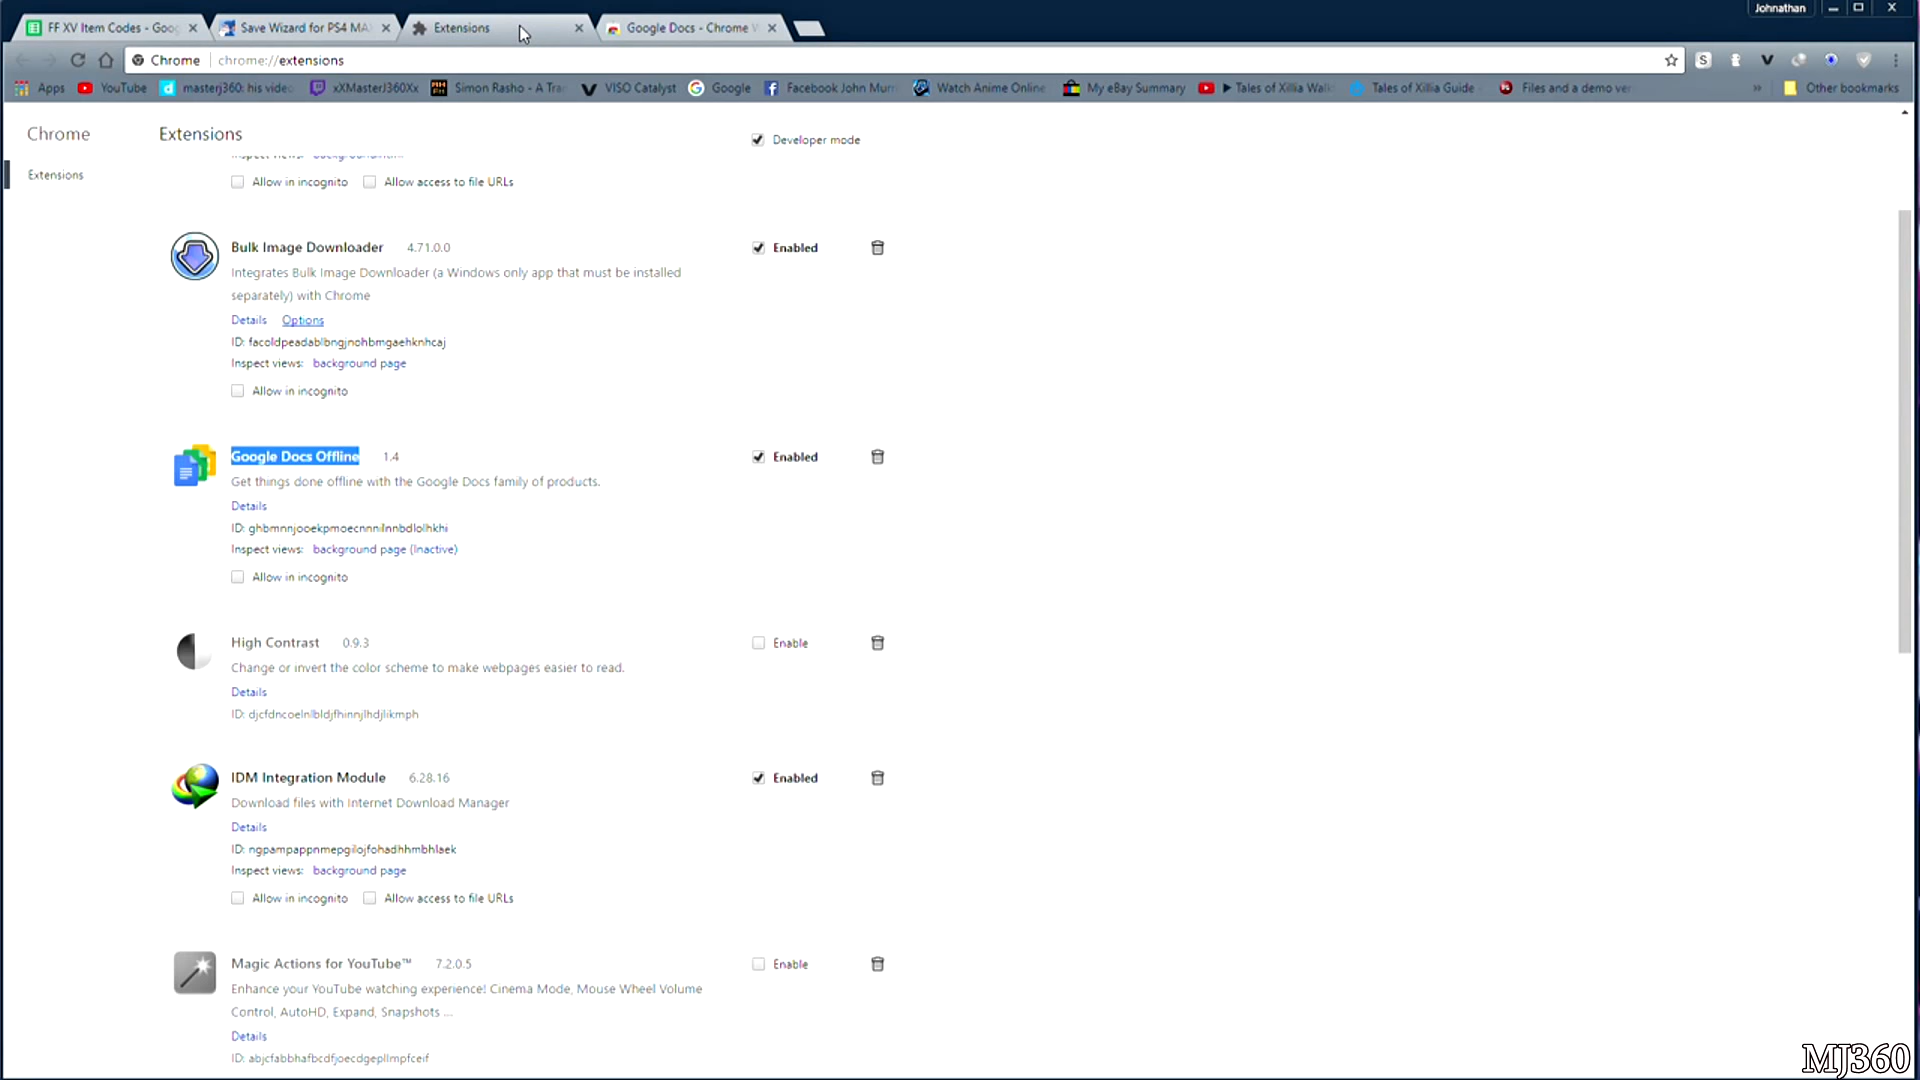 Johnathan
FF XV Item Codes - Goog
Save Wizard for PS4 MAX
Extensions
Google Docs - Chrome W
Chrome
chrome://extensions
Apps
YouTube
masterj360: his video
xXMasterJ360Xx
Simon Rasho - A Tra
VISO Catalyst
Google
Facebook John Murr
Watch Anime Online
My eBay Summary
Tales of Xillia Walk
Tales of Xillia Guide
Files and a demo ver
»
Other bookmarks
Chrome
Extensions
Developer mode
Extensions
Allow in incognito Allow access to file URLs
Bulk Image Downloader 4.71.0.0
Enabled
Integrates Bulk Image Downloader (a Windows only app that must be installed
separately) with Chrome
Details Options
ID: facoldpeadablbngjnohbmgaehknhcaj
Inspect views: background page
Allow in incognito
Google Docs Offline 1.4
Enabled
Get things done offline with the Google Docs family of products.
Details
ID: ghbmnnjooekpmoecnnnilnnbdlolhkhi
Inspect views: background page (Inactive)
Allow in incognito
High Contrast 0.9.3
Enable
Change or invert the color scheme to make webpages easier to read.
Details
ID: djcfdncoelnlbldjfhinnjlhdjlikmph
IDM Integration Module 6.28.16
Enabled
Download files with Internet Download Manager
Details
ID: ngpampappnmepgilojfohadhhmbhlaek
Inspect views: background page
Allow in incognito Allow access to file URLs
Magic Actions for YouTube™ 7.2.0.5
Enable
Enhance your YouTube watching experience! Cinema Mode, Mouse Wheel Volume
Control, AutoHD, Expand, Snapshots ...
Details
ID: abjcfabbhafbcdfjoecdgepllmpfceif
MJ360